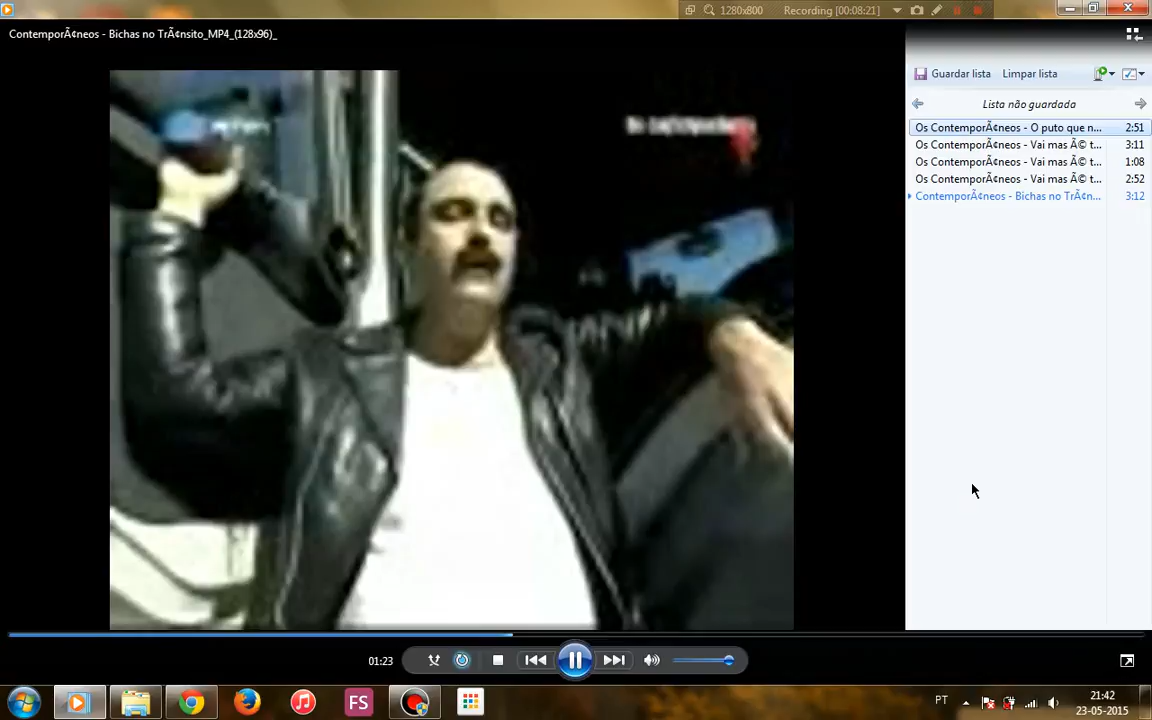 1280x800
Recording [00:08:21]
ContemporÃ¢neos - Bichas no TrÃ¢nsito_MP4_(128x96)_
Guardar lista
Limpar lista
Lista não guardada
Os ContemporÃ¢neos - O puto que n... 2:51
Os ContemporÃ¢neos - Vai mas Ã© t... 3:11
Os ContemporÃ¢neos - Vai mas Ã© t... 1:08
Os ContemporÃ¢neos - Vai mas Ã© t... 2:52
ContemporÃ¢neos - Bichas no TrÃ¢n... 3:12
01:23
FS
PT
21:42
23-05-2015